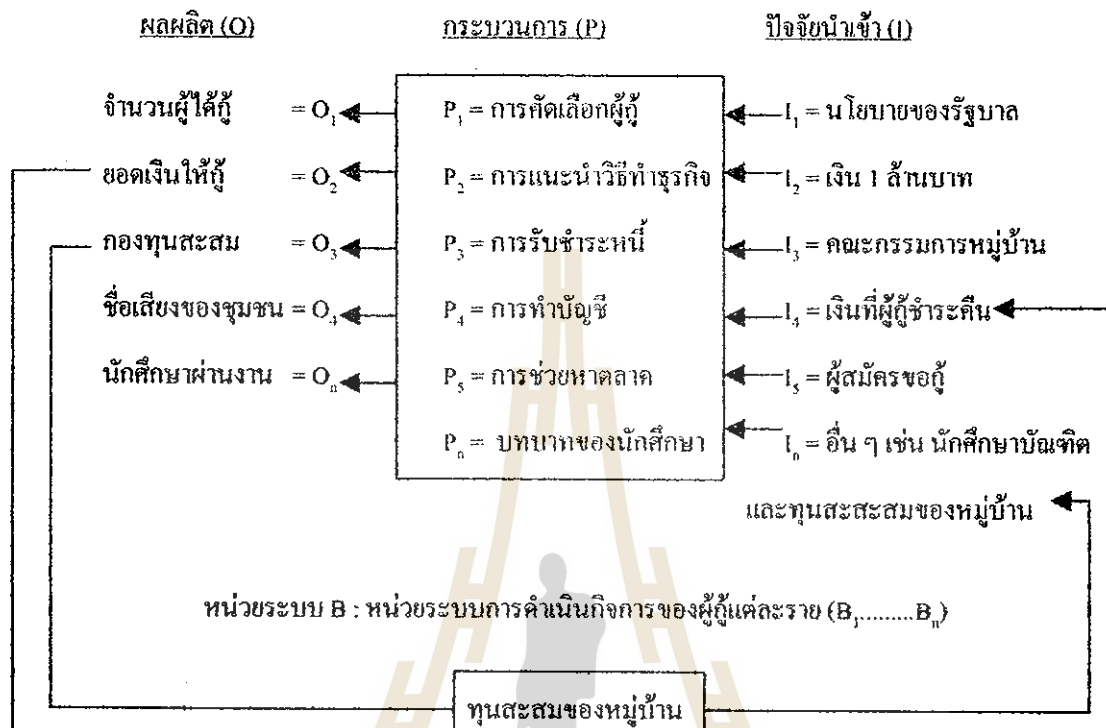 ผลผลิต (O) กระบวนการ (P) ปัจจัยนำเข้า (I)
จำนวนผู้ได้กู้ = O₁ P₁ = การคัดเลือกผู้กู้ I₁ = นโยบายของรัฐบาล
ยอดเงินให้กู้ = O₂ P₂ = การแนะนำวิธีทำธุรกิจ I₂ = เงิน 1 ล้านบาท
กองทุนสะสม = O₃ P₃ = การรับชำระหนี้ I₃ = คณะกรรมการหมู่บ้าน
ชื่อเสียงของชุมชน = O₄ P₄ = การทำบัญชี I₄ = เงินที่ผู้กู้ชำระคืน
นักศึกษาผ่านงาน = Oₙ P₅ = การช่วยหาตลาด I₅ = ผู้สมัครขอกู้
Pₙ = บทบาทของนักศึกษา Iₙ = อื่น ๆ เช่น นักศึกษาบัณฑิต
และทุนสะสะสมของหมู่บ้าน
หน่วยระบบ B : หน่วยระบบการดำเนินกิจการของผู้กู้แต่ละราย (B₁.........Bₙ)
ทุนสะสมของหมู่บ้าน